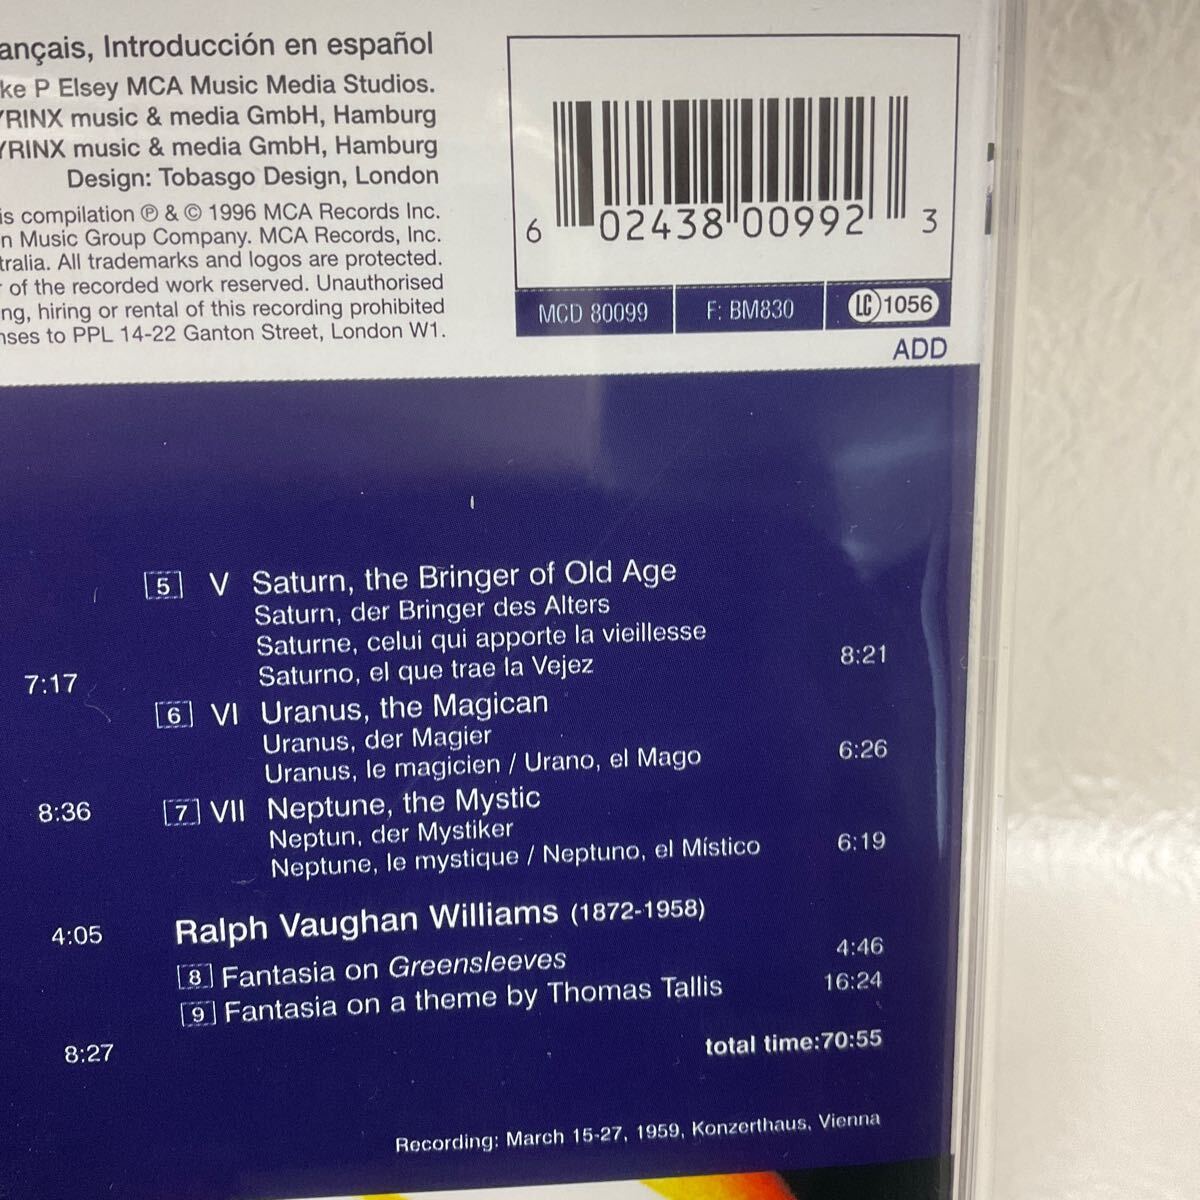 ançais, Introducción en español
ke P Elsey MCA Music Media Studios.
YRINX music & media GmbH, Hamburg
YRINX music & media GmbH, Hamburg
Design: Tobasgo Design, London
is compilation ℗ & © 1996 MCA Records Inc.
n Music Group Company. MCA Records, Inc.
tralia. All trademarks and logos are protected.
r of the recorded work reserved. Unauthorised
ng, hiring or rental of this recording prohibited
nses to PPL 14-22 Ganton Street, London W1.
6 02438 00992 3
MCD 80099 F: BM830 LC 1056
ADD
7:17
8:36
4:05
8:27
5 V Saturn, the Bringer of Old Age
Saturn, der Bringer des Alters
Saturne, celui qui apporte la vieillesse
Saturno, el que trae la Vejez 8:21
6 VI Uranus, the Magican
Uranus, der Magier
Uranus, le magicien / Urano, el Mago 6:26
7 VII Neptune, the Mystic
Neptun, der Mystiker
Neptune, le mystique / Neptuno, el Místico 6:19
Ralph Vaughan Williams (1872-1958)
8 Fantasia on Greensleeves 4:46
9 Fantasia on a theme by Thomas Tallis 16:24
total time:70:55
Recording: March 15-27, 1959, Konzerthaus, Vienna